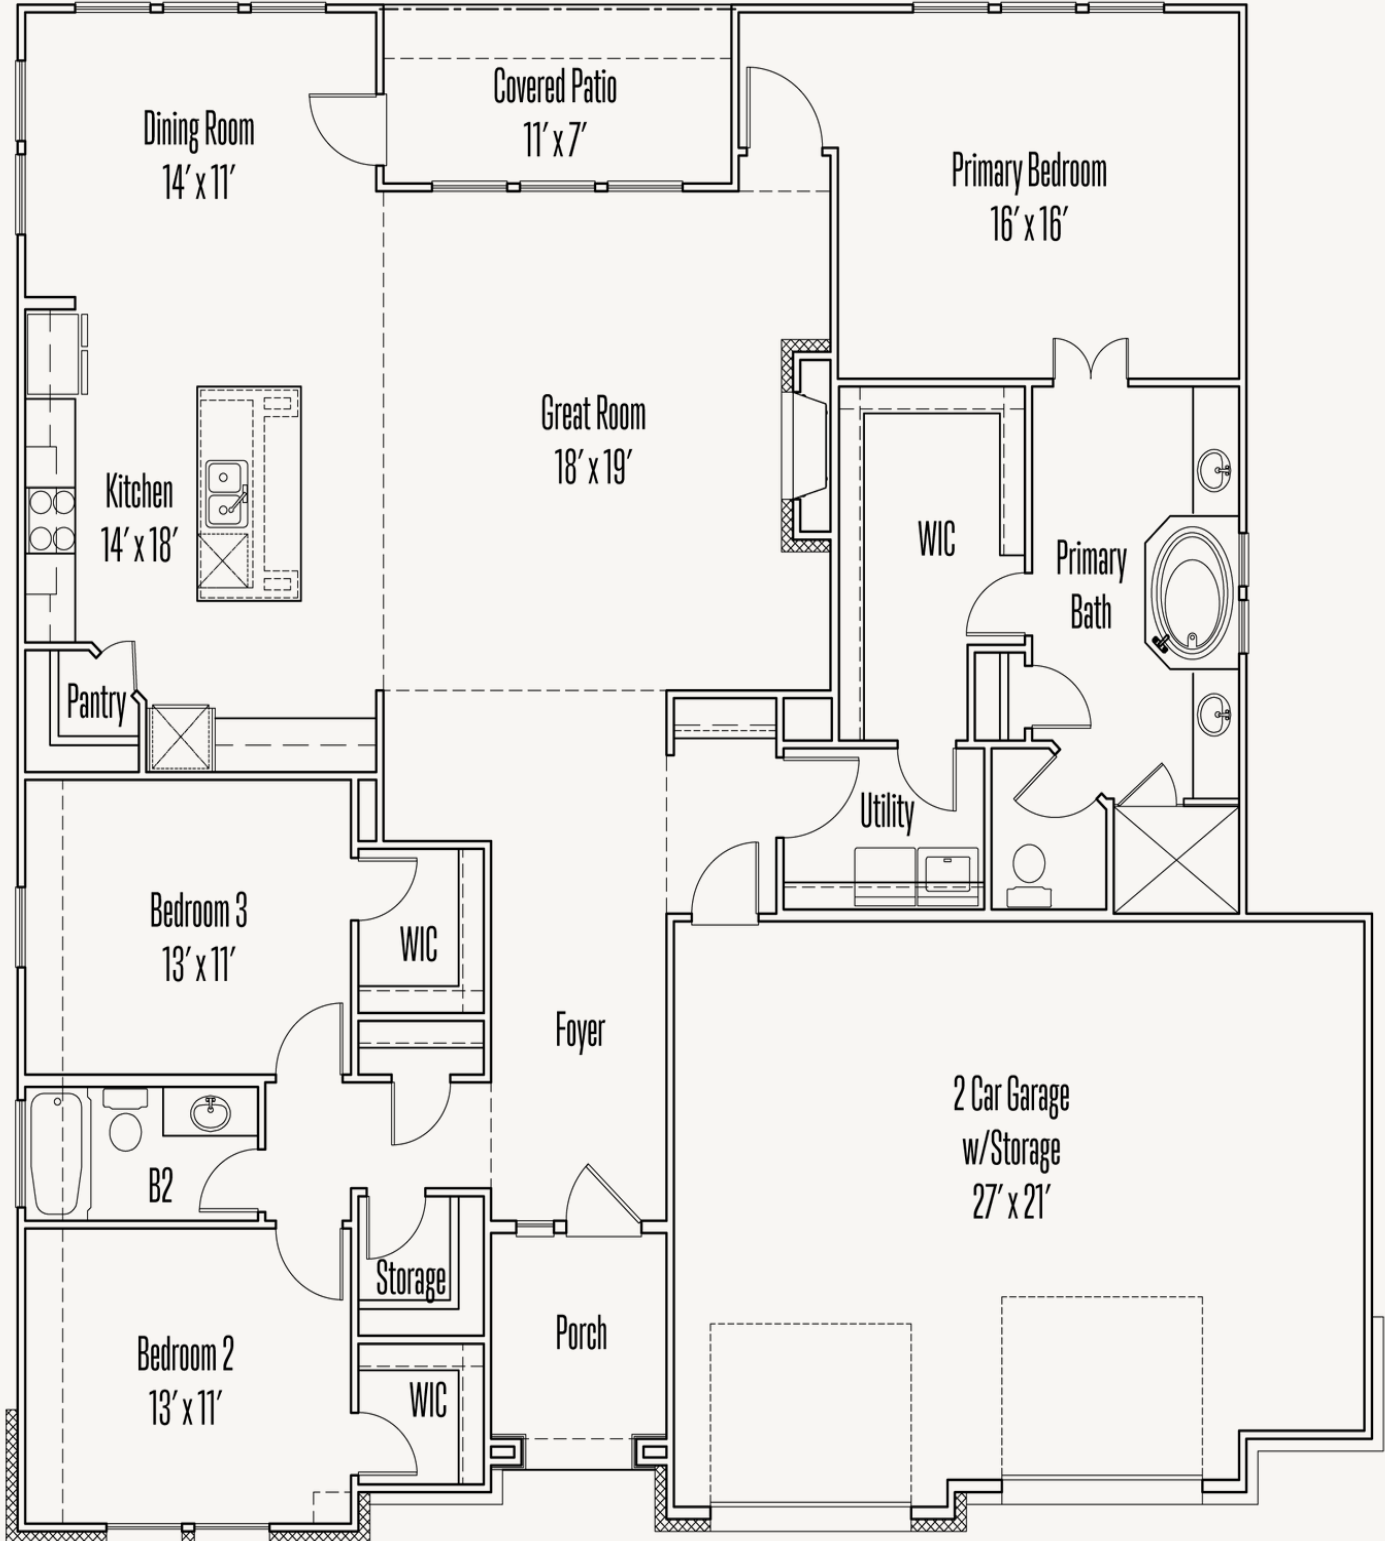 Dining Room
14′ x 11′
Covered Patio
11′ x 7′
Primary Bedroom
16′ x 16′
Great Room
18′ x 19′
Kitchen
14′ x 18′
WIC
Primary
Bath
Pantry
Utility
Bedroom 3
13′ x 11′
WIC
Foyer
2 Car Garage
w/Storage
27′ x 21′
B2
Storage
Porch
Bedroom 2
13′ x 11′
WIC